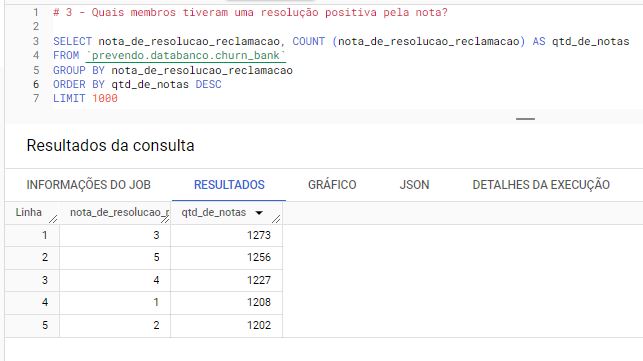 1 # 3 - Quais membros tiveram uma resolução positiva pela nota?
2
3 SELECT nota_de_resolucao_reclamacao, COUNT (nota_de_resolucao_reclamacao) AS qtd_de_notas
4 FROM `prevendo.databanco.churn_bank`
5 GROUP BY nota_de_resolucao_reclamacao
6 ORDER BY qtd_de_notas DESC
7 LIMIT 1000
Resultados da consulta
INFORMAÇÕES DO JOB RESULTADOS GRÁFICO JSON DETALHES DA EXECUÇÃO
Linha nota_de_resolucao_r qtd_de_notas
1 3 1273
2 5 1256
3 4 1227
4 1 1208
5 2 1202